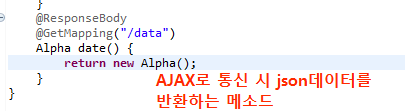 }
@ResponseBody
@GetMapping("/data")
Alpha date() {
return new Alpha();
}
}
AJAX로 통신 시 json데이터를
반환하는 메소드